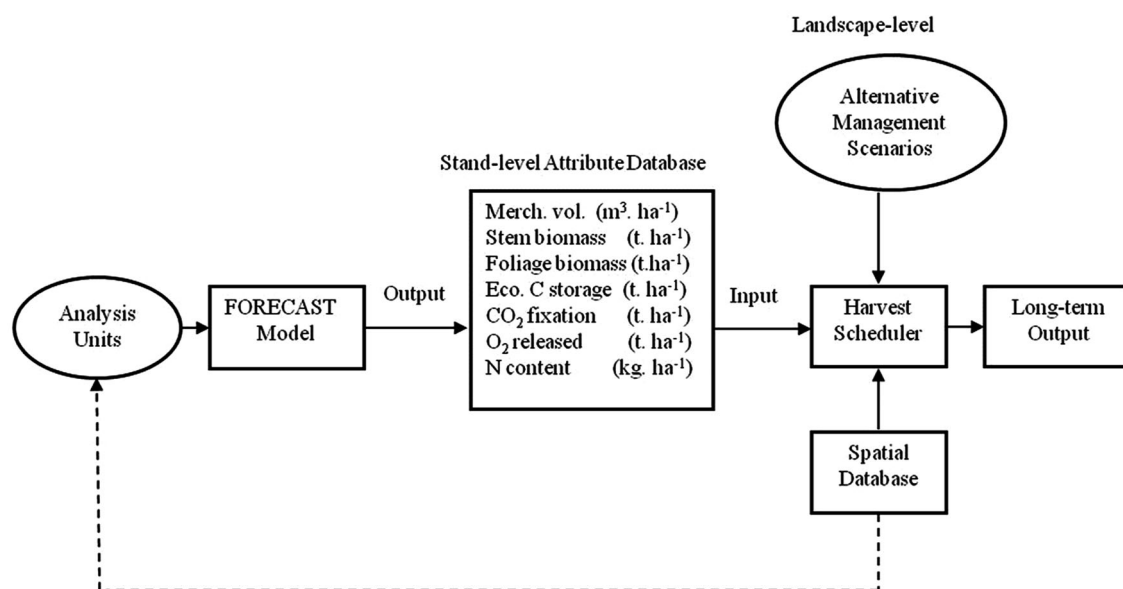 Landscape-level
Alternative
Management
Scenarios
Stand-level Attribute Database
Merch. vol. (m³. ha⁻¹)
Stem biomass (t. ha⁻¹)
Foliage biomass (t.ha⁻¹)
Eco. C storage (t. ha⁻¹)
CO₂ fixation (t. ha⁻¹)
O₂ released (t. ha⁻¹)
N content (kg. ha⁻¹)
Analysis
Units
FORECAST
Model
Output
Input
Harvest
Scheduler
Long-term
Output
Spatial
Database